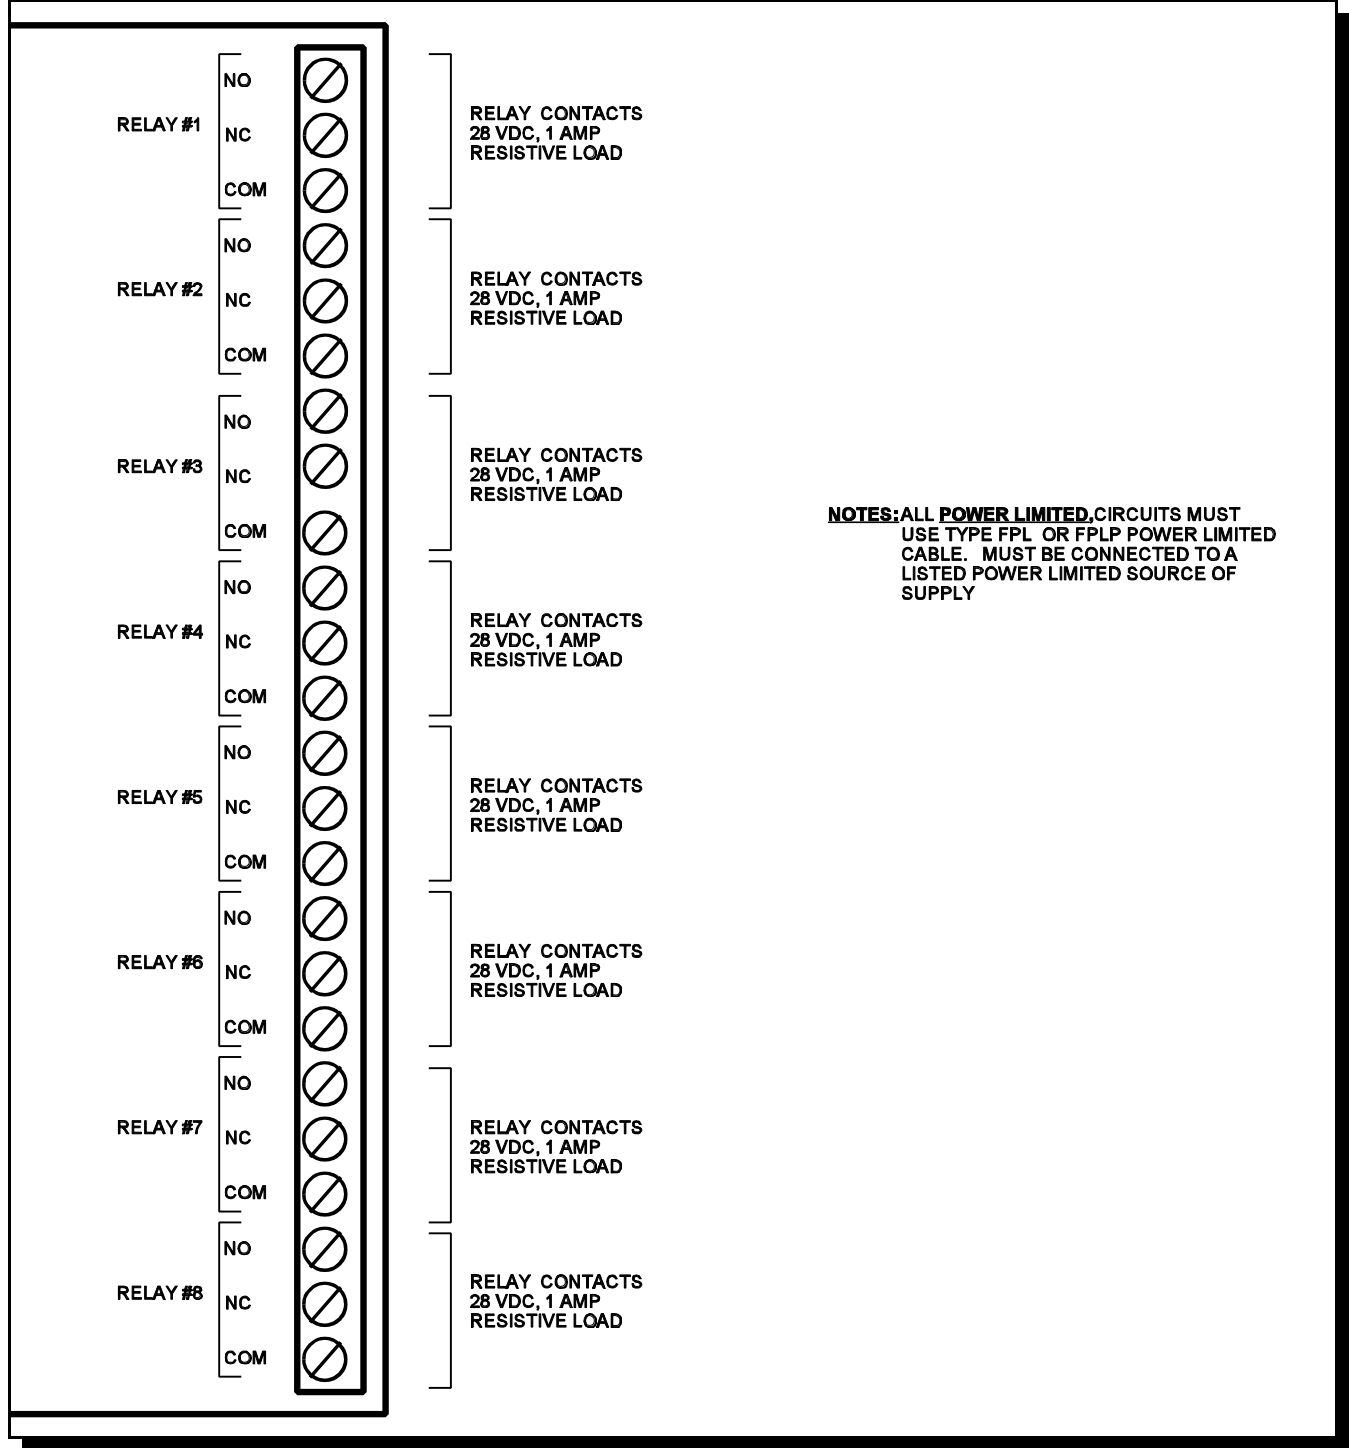 NO
RELAY #1
NC
COM
RELAY CONTACTS
28 VDC, 1 AMP
RESISTIVE LOAD
NO
RELAY #2
NC
COM
RELAY CONTACTS
28 VDC, 1 AMP
RESISTIVE LOAD
NO
RELAY #3
NC
COM
RELAY CONTACTS
28 VDC, 1 AMP
RESISTIVE LOAD
NO
RELAY #4
NC
COM
RELAY CONTACTS
28 VDC, 1 AMP
RESISTIVE LOAD
NO
RELAY #5
NC
COM
RELAY CONTACTS
28 VDC, 1 AMP
RESISTIVE LOAD
NO
RELAY #6
NC
COM
RELAY CONTACTS
28 VDC, 1 AMP
RESISTIVE LOAD
NO
RELAY #7
NC
COM
RELAY CONTACTS
28 VDC, 1 AMP
RESISTIVE LOAD
NO
RELAY #8
NC
COM
RELAY CONTACTS
28 VDC, 1 AMP
RESISTIVE LOAD
NOTES: ALL POWER LIMITED, CIRCUITS MUST
USE TYPE FPL OR FPLP POWER LIMITED
CABLE. MUST BE CONNECTED TO A
LISTED POWER LIMITED SOURCE OF
SUPPLY